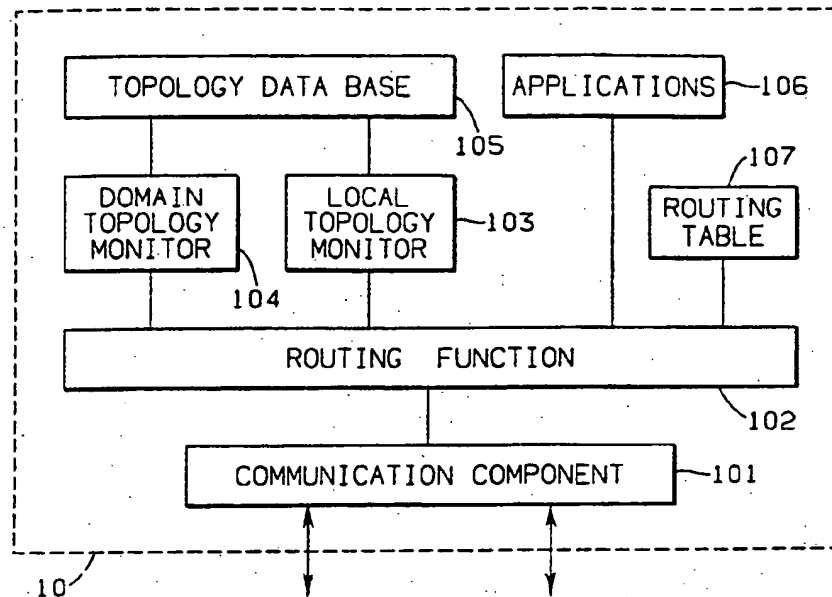 TOPOLOGY DATA BASE
APPLICATIONS
106
105
107
DOMAIN
TOPOLOGY
MONITOR
LOCAL
TOPOLOGY
MONITOR
103
ROUTING
TABLE
104
ROUTING FUNCTION
102
COMMUNICATION COMPONENT
101
10